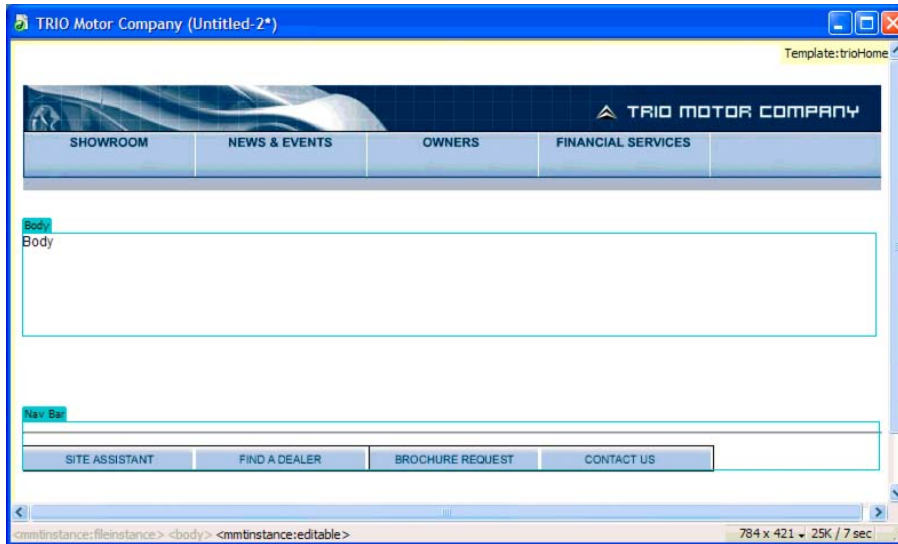 TRIO Motor Company (Untitled-2*)
Template:trioHome
TRIO MOTOR COMPANY
SHOWROOM NEWS & EVENTS OWNERS FINANCIAL SERVICES
Body
Body
Nav Bar
SITE ASSISTANT FIND A DEALER BROCHURE REQUEST CONTACT US
<mmtinstance:fileinstance> <body> <mmtinstance:editable> 784 x 421 25K / 7 sec